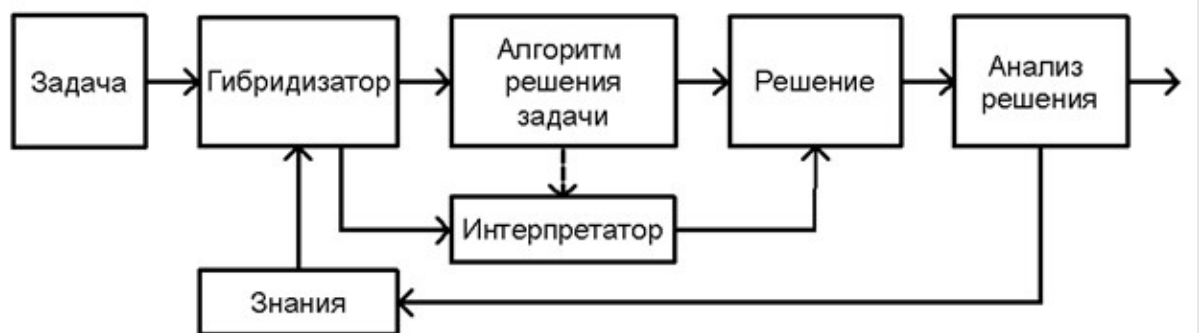 Задача
Гибридизатор
Алгоритм
решения
задачи
Решение
Анализ
решения
Интерпретатор
Знания